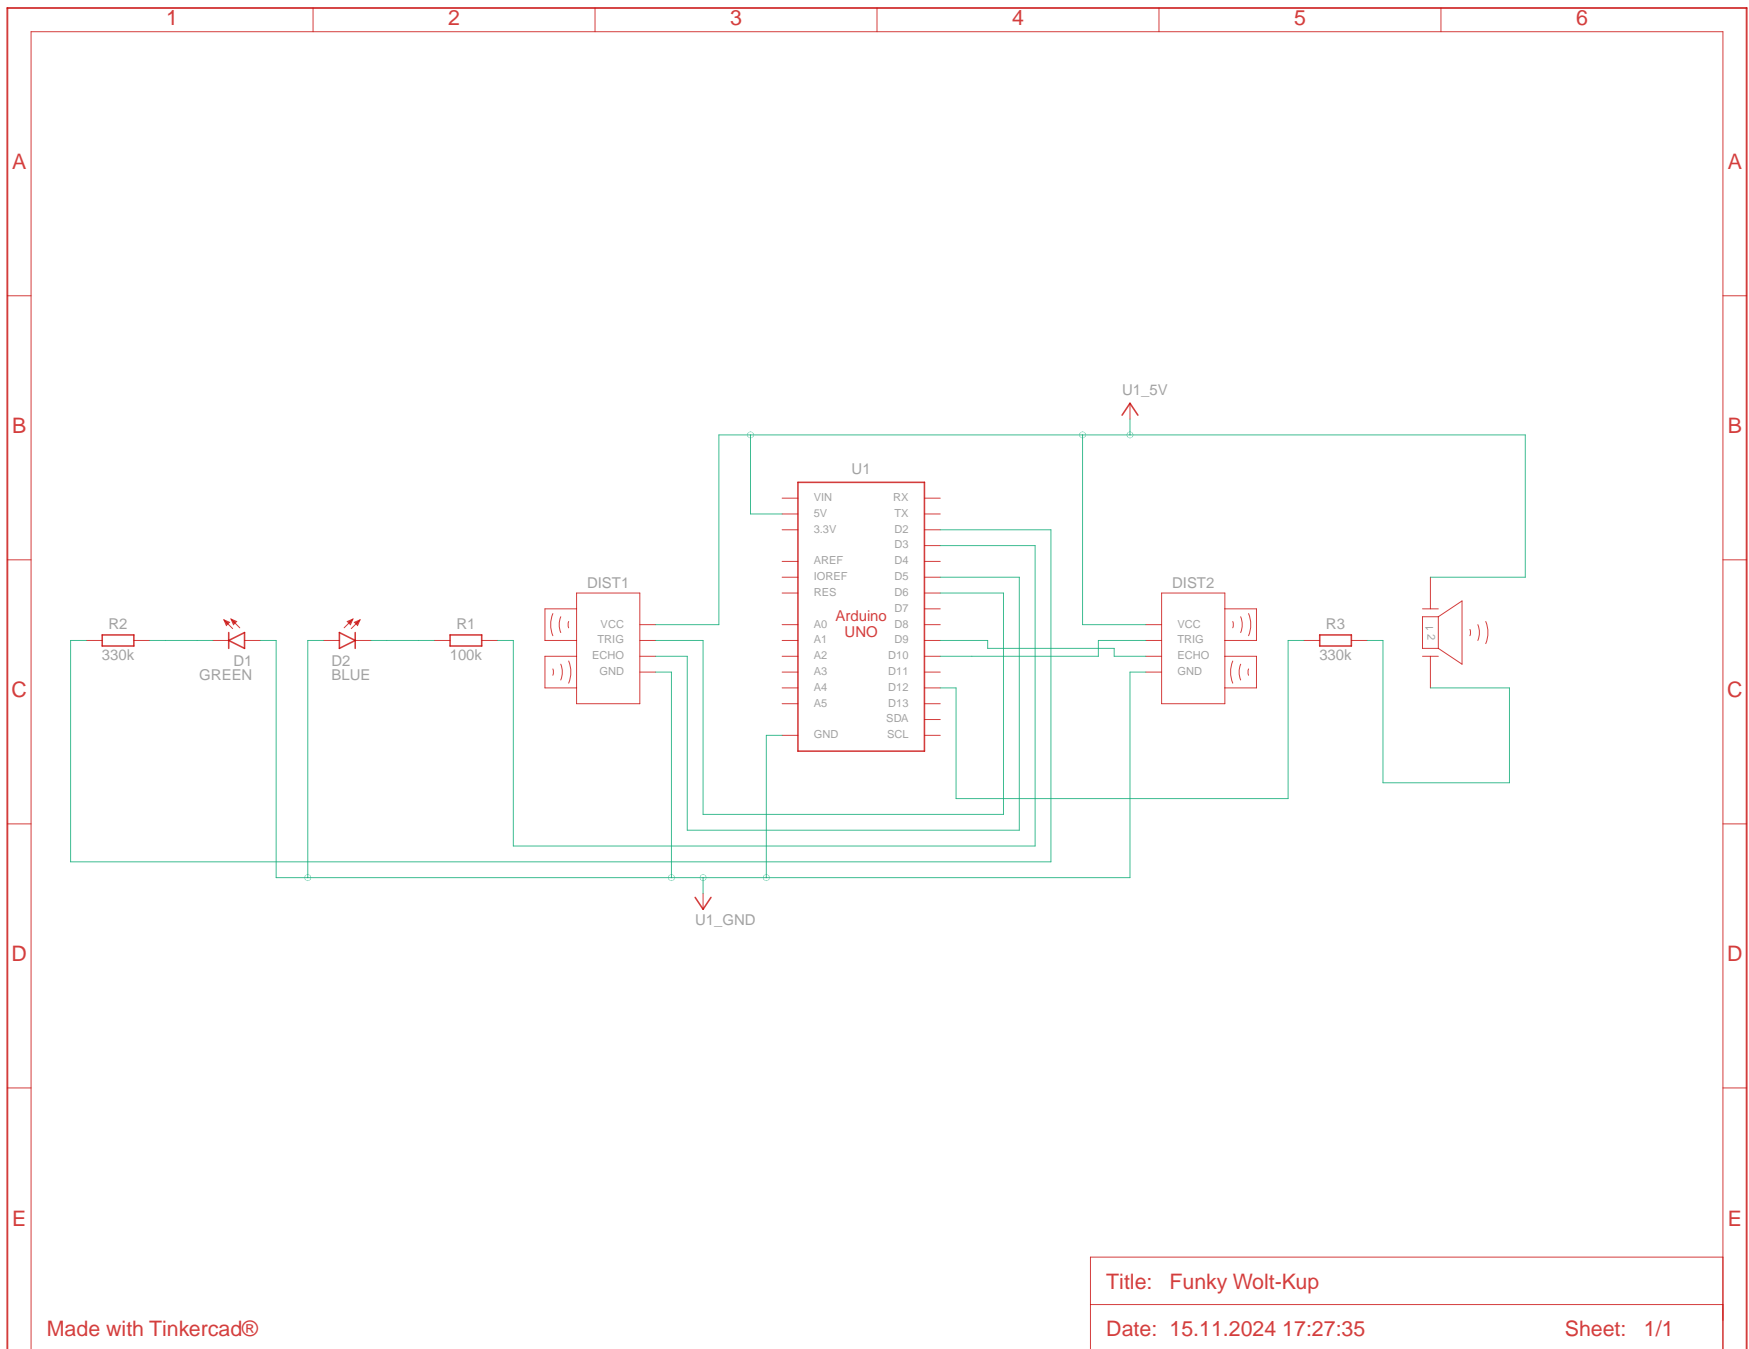 1 2 3 4 5 6
A A
U1_5V
B B
U1
VIN RX
5V TX
3.3V D2
D3
AREF D4
IOREF D5
RES D6
D7
A0 D8
A1 D9
A2 D10
A3 D11
A4 D12
A5 D13
SDA
GND SCL
Arduino
UNO
DIST1
VCC
TRIG
ECHO
GND
DIST2
VCC
TRIG
ECHO
GND
R2
330k
D1
GREEN
D2
BLUE
R1
100k
R3
330k
1 2
C C
U1_GND
D D
E E
Title: Funky Wolt-Kup
Made with Tinkercad®
Date: 15.11.2024 17:27:35 Sheet: 1/1